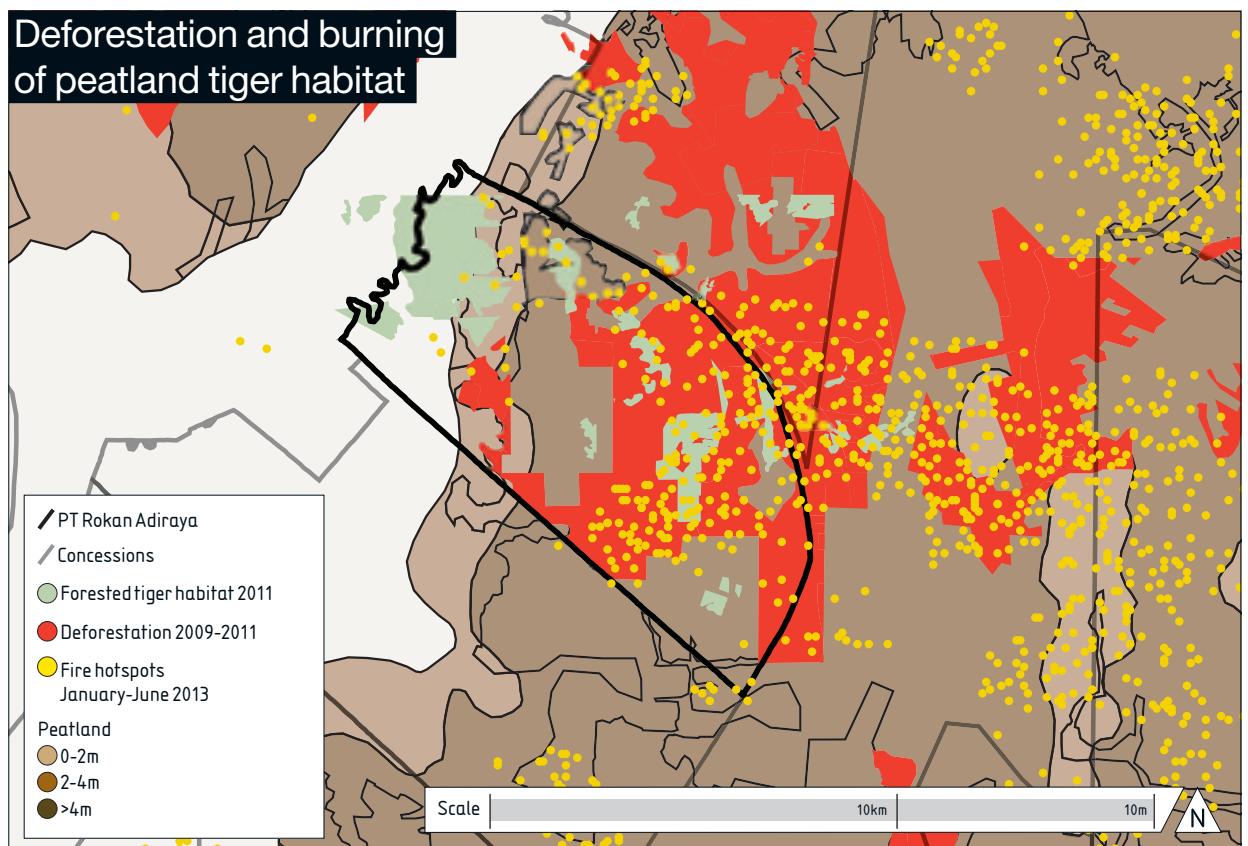 Deforestation and burning
of peatland tiger habitat
PT Rokan Adiraya
Concessions
Forested tiger habitat 2011
Deforestation 2009-2011
Fire hotspots
January-June 2013
Peatland
0-2m
2-4m
>4m
Scale
10km
10m
N